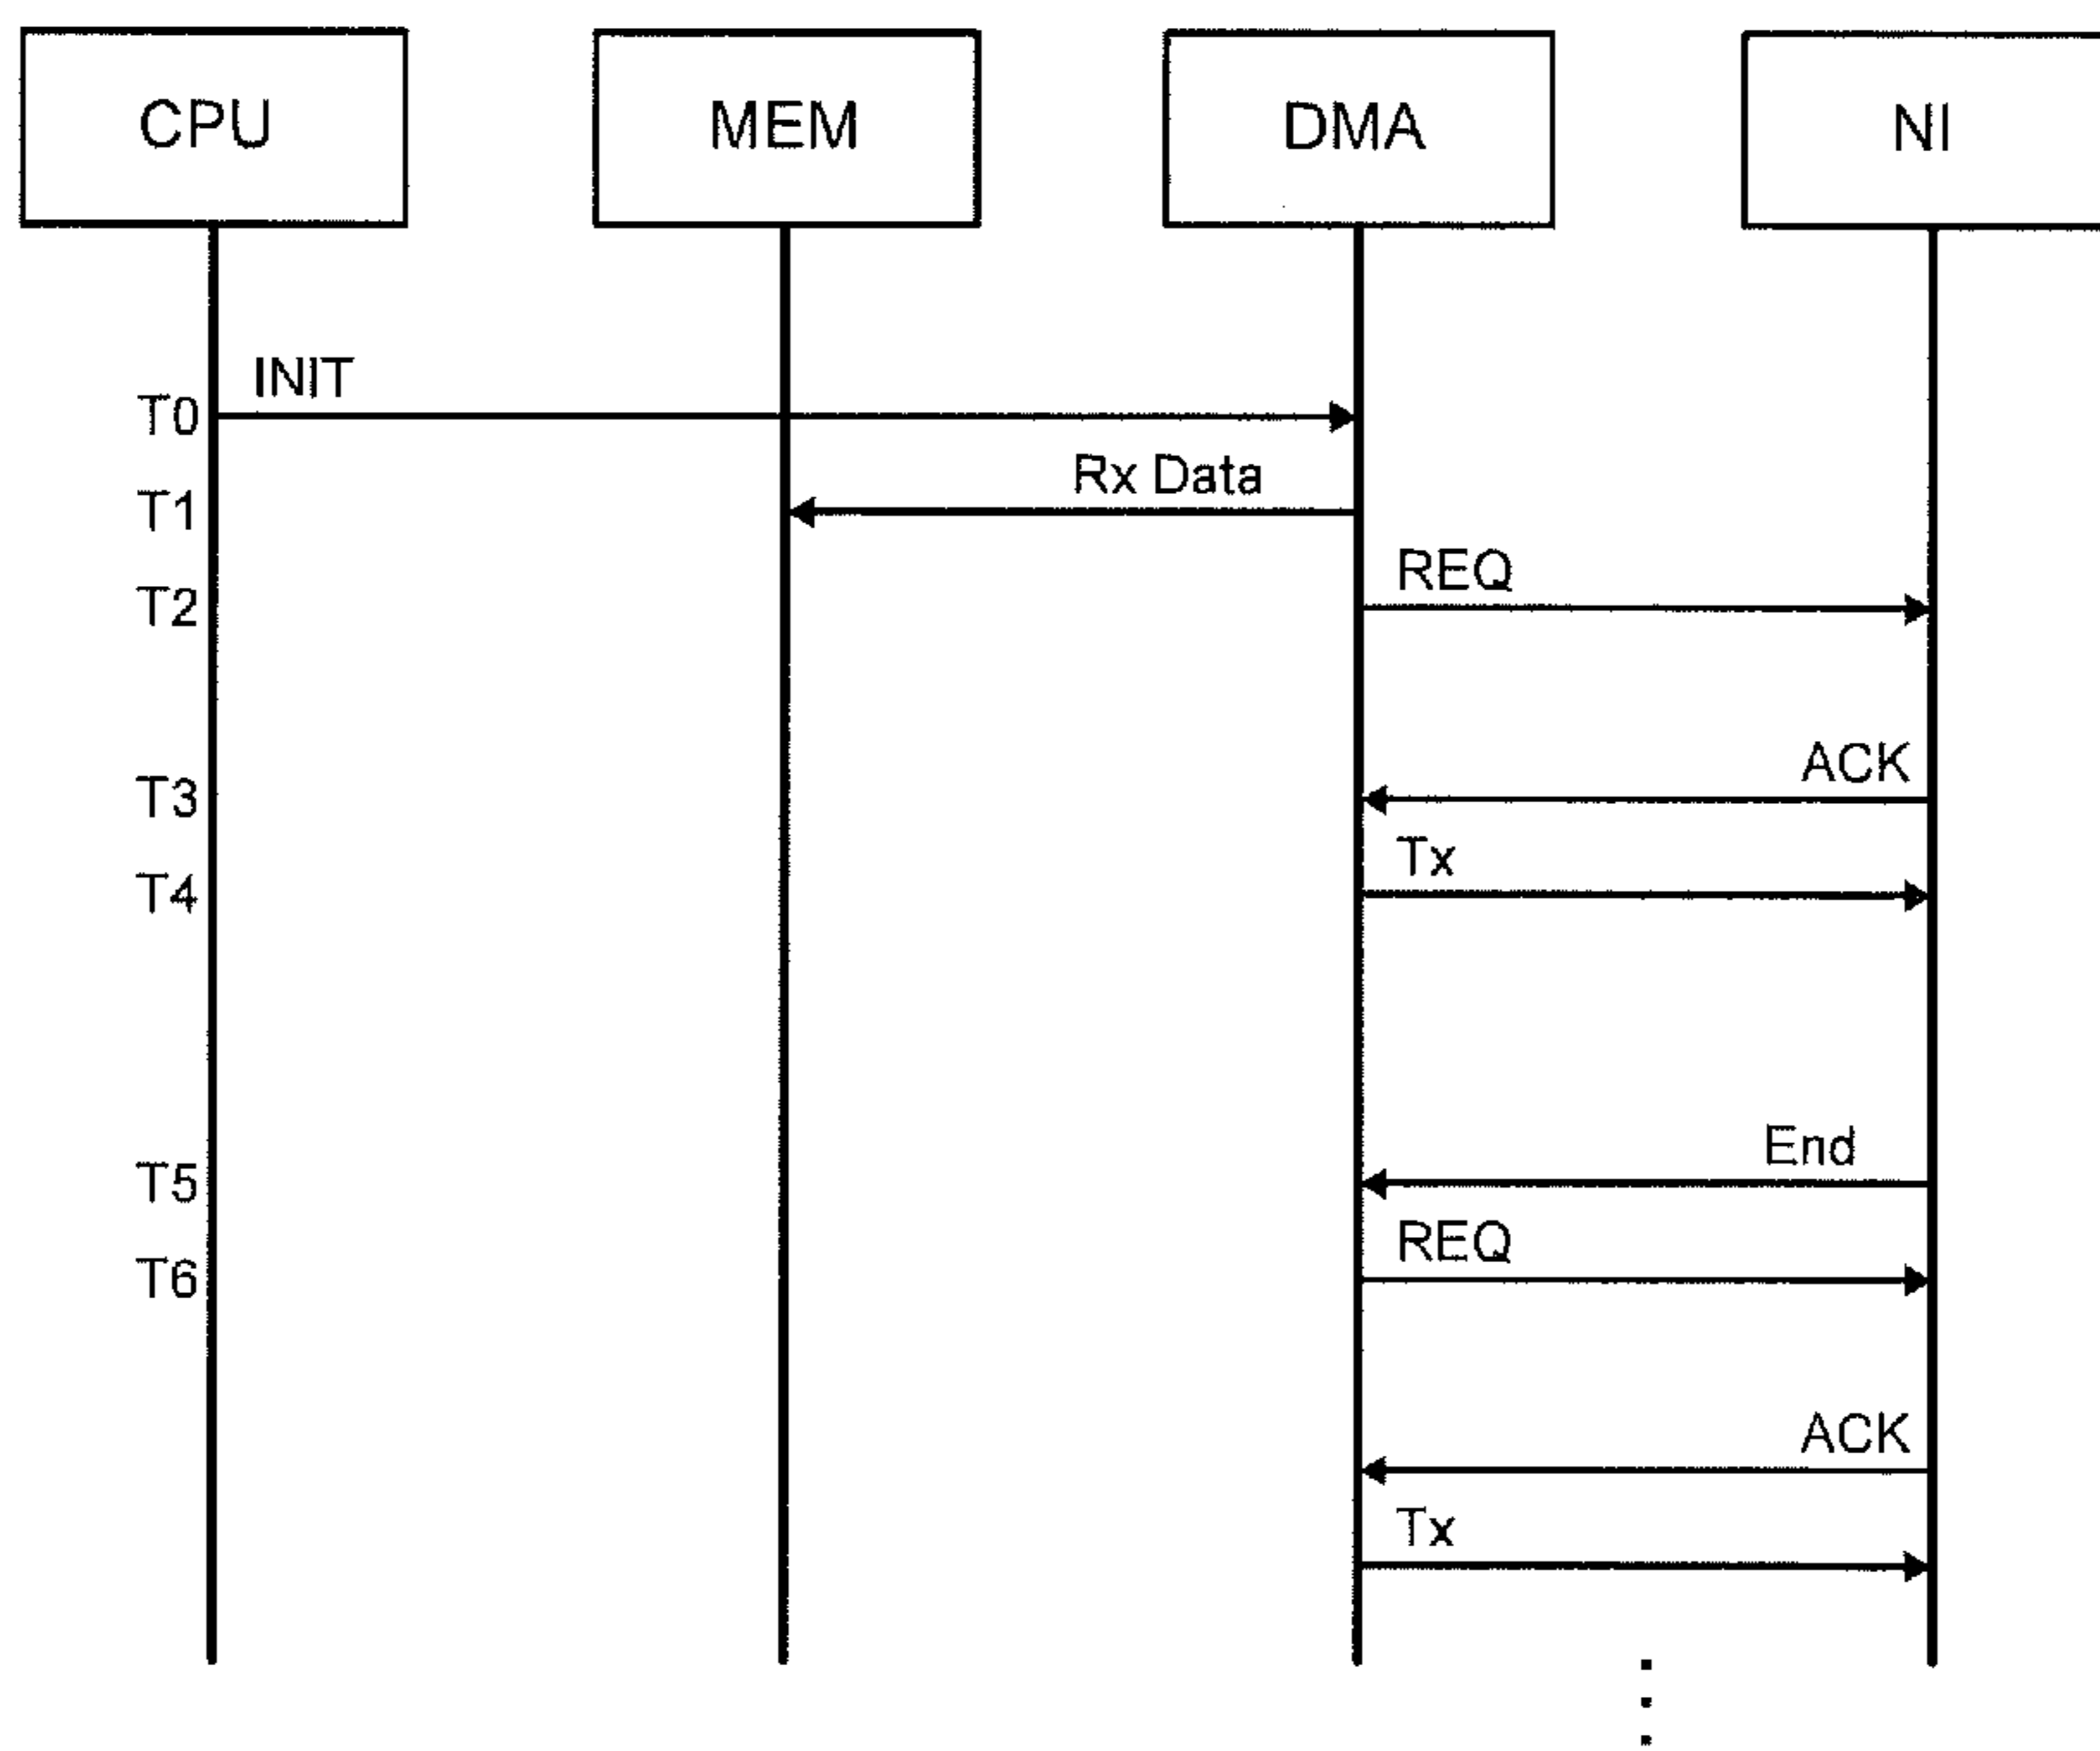 CPU
MEM
DMA
NI
INIT
T0
Rx Data
T1
REQ
T2
ACK
T3
Tx
T4
End
T5
REQ
T6
ACK
Tx